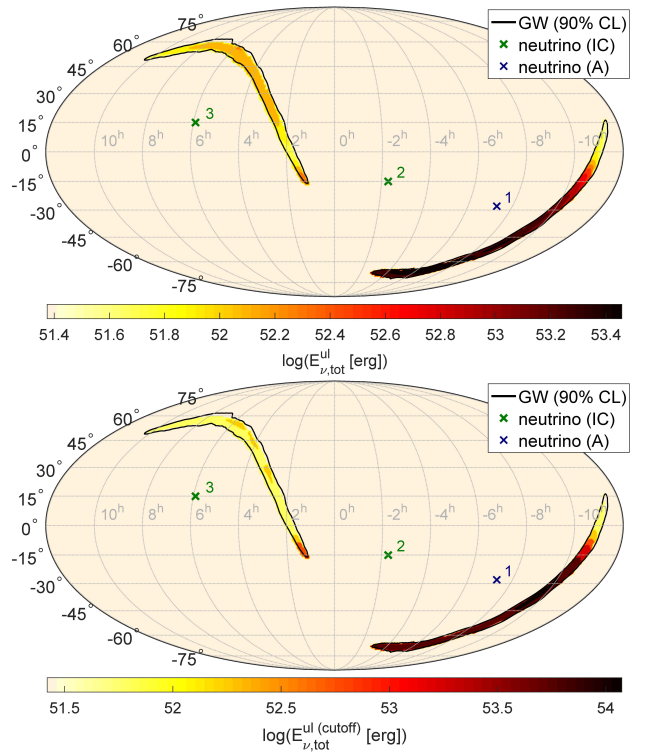 GW (90% CL)
neutrino (IC)
neutrino (A)
75°
60°
45°
30°
15°
0°
-15°
-30°
-45°
-60°
-75°
10h 8h 6h 4h 2h 0h -2h -4h -6h -8h -10h
3
2
1
51.4 51.6 51.8 52 52.2 52.4 52.6 52.8 53 53.2 53.4
log(E^ul_ν,tot [erg])
GW (90% CL)
neutrino (IC)
neutrino (A)
75°
60°
45°
30°
15°
0°
-15°
-30°
-45°
-60°
-75°
10h 8h 6h 4h 2h 0h -2h -4h -6h -8h -10h
3
2
1
51.5 52 52.5 53 53.5 54
log(E^ul (cutoff)_ν,tot [erg])